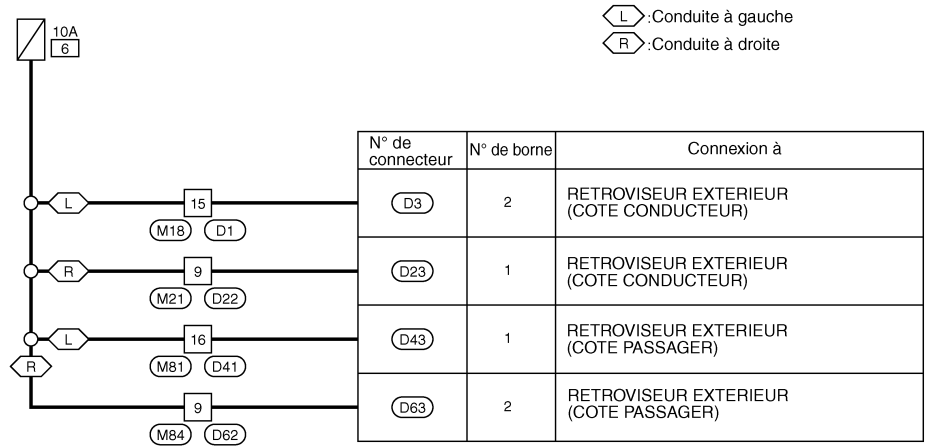 L :Conduite à gauche
R :Conduite à droite
10A
6
N° de connecteur
N° de borne
Connexion à
L
15
M18 D1
D3
2
RETROVISEUR EXTERIEUR
(COTE CONDUCTEUR)
R
9
M21 D22
D23
1
RETROVISEUR EXTERIEUR
(COTE CONDUCTEUR)
L
16
M81 D41
D43
1
RETROVISEUR EXTERIEUR
(COTE PASSAGER)
R
9
M84 D62
D63
2
RETROVISEUR EXTERIEUR
(COTE PASSAGER)